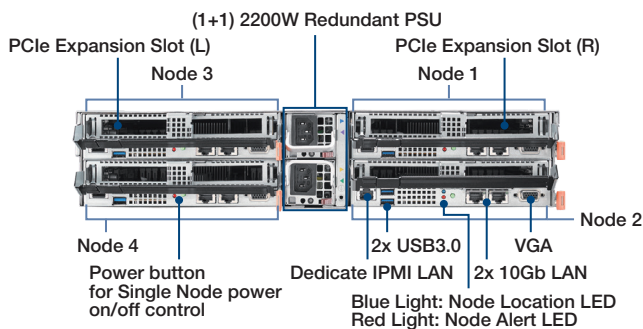 (1+1) 2200W Redundant PSU
PCIe Expansion Slot (L)
PCIe Expansion Slot (R)
Node 3
Node 1
Node 2
Node 4
2x USB3.0
VGA
Power button
for Single Node power
on/off control
Dedicate IPMI LAN
2x 10Gb LAN
Blue Light: Node Location LED
Red Light: Node Alert LED